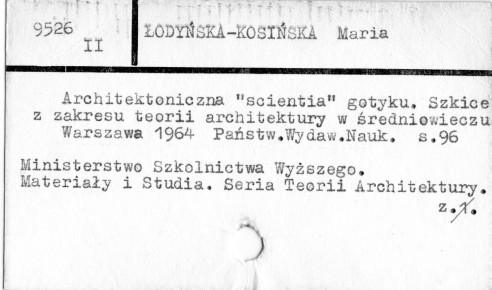 9526
II
ŁODYŃSKA-KOSIŃSKA Maria
Architektoniczna "scientia" gotyku. Szkice
z zakresu teorii architektury w średniowieczu
Warszawa 1964 Państw.Wydaw.Nauk. s.96
Ministerstwo Szkolnictwa Wyższego.
Materiały i Studia. Seria Teorii Architektury.
z.1.